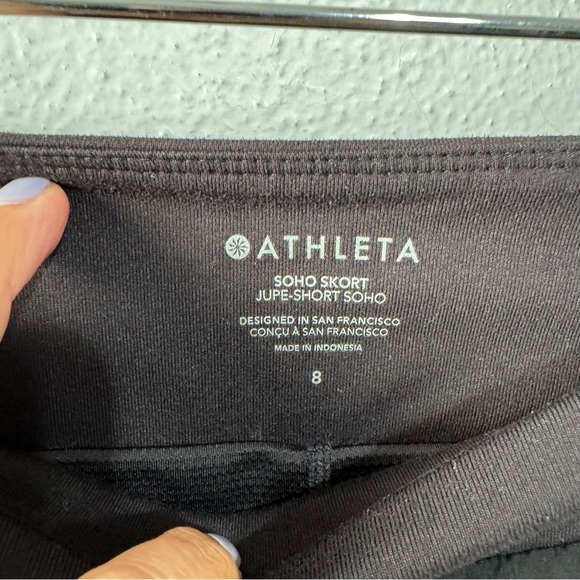 ATHLETA
SOHO SKORT
JUPE-SHORT SOHO
DESIGNED IN SAN FRANCISCO
CONÇU À SAN FRANCISCO
MADE IN INDONESIA
8